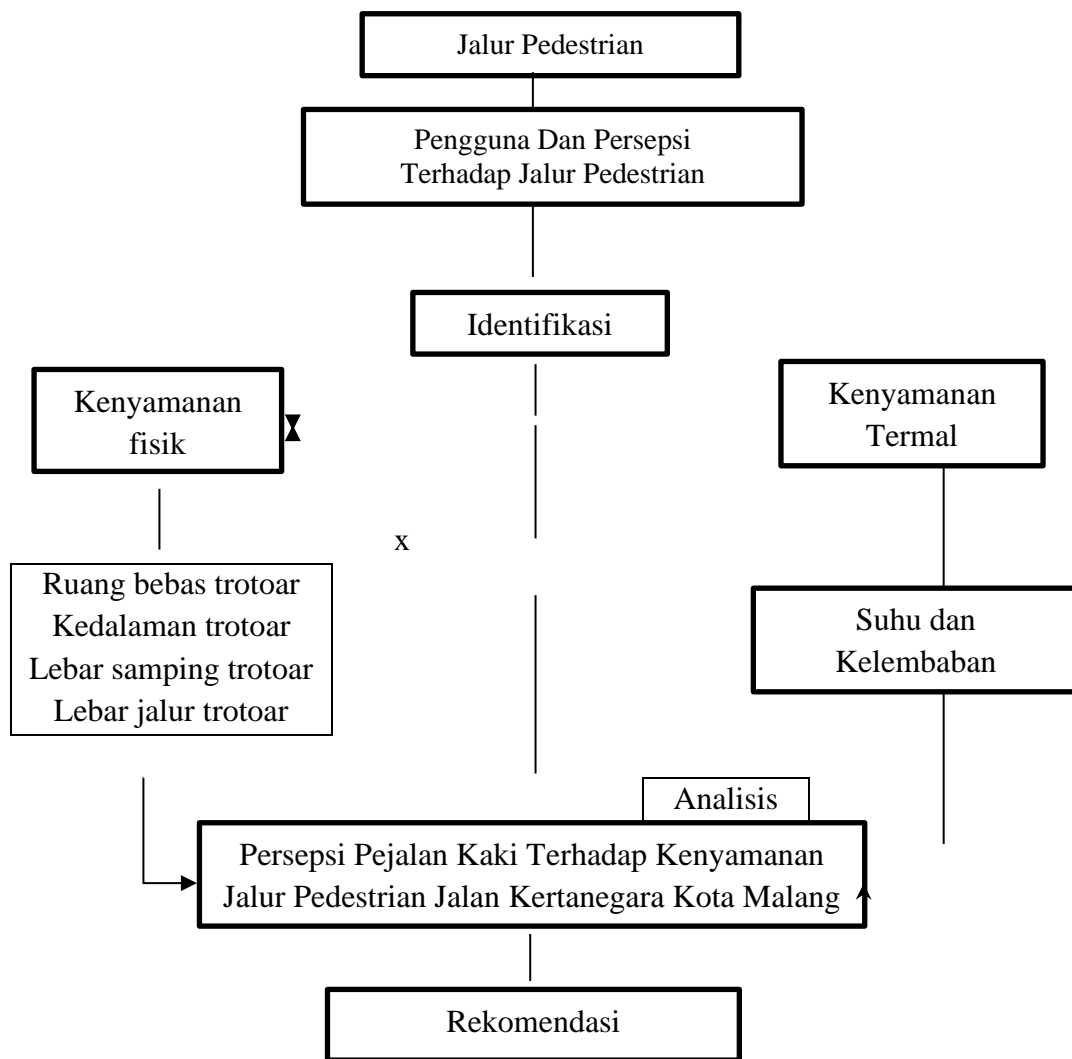 Jalur Pedestrian
Pengguna Dan Persepsi
Terhadap Jalur Pedestrian
Identifikasi
Kenyamanan
fisik
Kenyamanan
Termal
x
Ruang bebas trotoar
Kedalaman trotoar
Lebar samping trotoar
Lebar jalur trotoar
Suhu dan
Kelembaban
Analisis
Persepsi Pejalan Kaki Terhadap Kenyamanan
Jalur Pedestrian Jalan Kertanegara Kota Malang
Rekomendasi